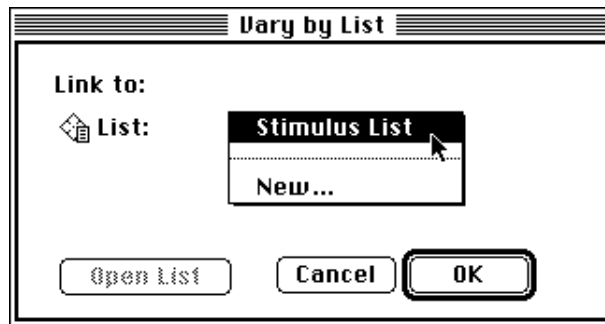 Vary by List
Link to:
List: Stimulus List
New...
Open List Cancel OK